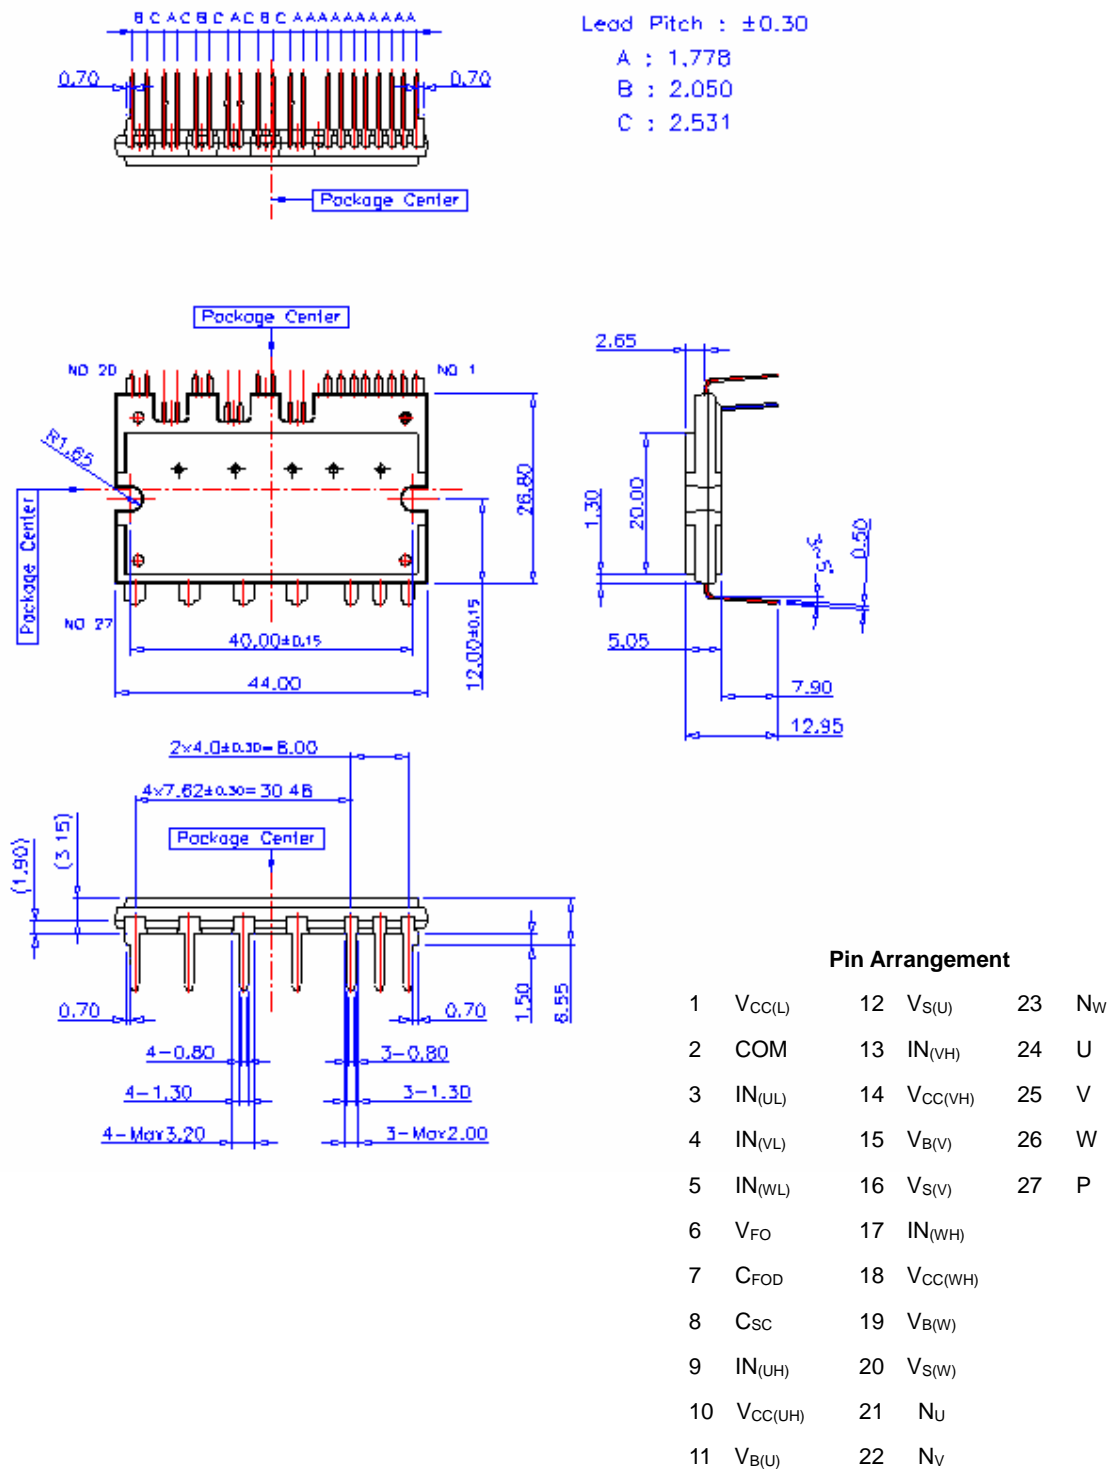 B C A C B C A C B C A A A A A A A A A A
Lead Pitch : ±0.30
A : 1.778
B : 2.050
C : 2.531
0.70
0.70
Package Center
Package Center
NO 20
NO 1
2.65
R1.65
Package Center
26.80
1.30
20.00
3~5°
0.50
NO 27
40.00±0.15
12.00±0.15
44.00
5.05
7.90
12.95
2×4.0±0.30=8.00
4×7.62±0.30=30.48
Package Center
(1.90)
(3.15)
0.70
0.70
1.50
6.55
4-0.80
3-0.80
4-1.30
3-1.30
4-Max3.20
3-Max2.00
Pin Arrangement
1 VCC(L) 12 VS(U) 23 NW
2 COM 13 IN(VH) 24 U
3 IN(UL) 14 VCC(VH) 25 V
4 IN(VL) 15 VB(V) 26 W
5 IN(WL) 16 VS(V) 27 P
6 VFO 17 IN(WH)
7 CFOD 18 VCC(WH)
8 CSC 19 VB(W)
9 IN(UH) 20 VS(W)
10 VCC(UH) 21 NU
11 VB(U) 22 NV